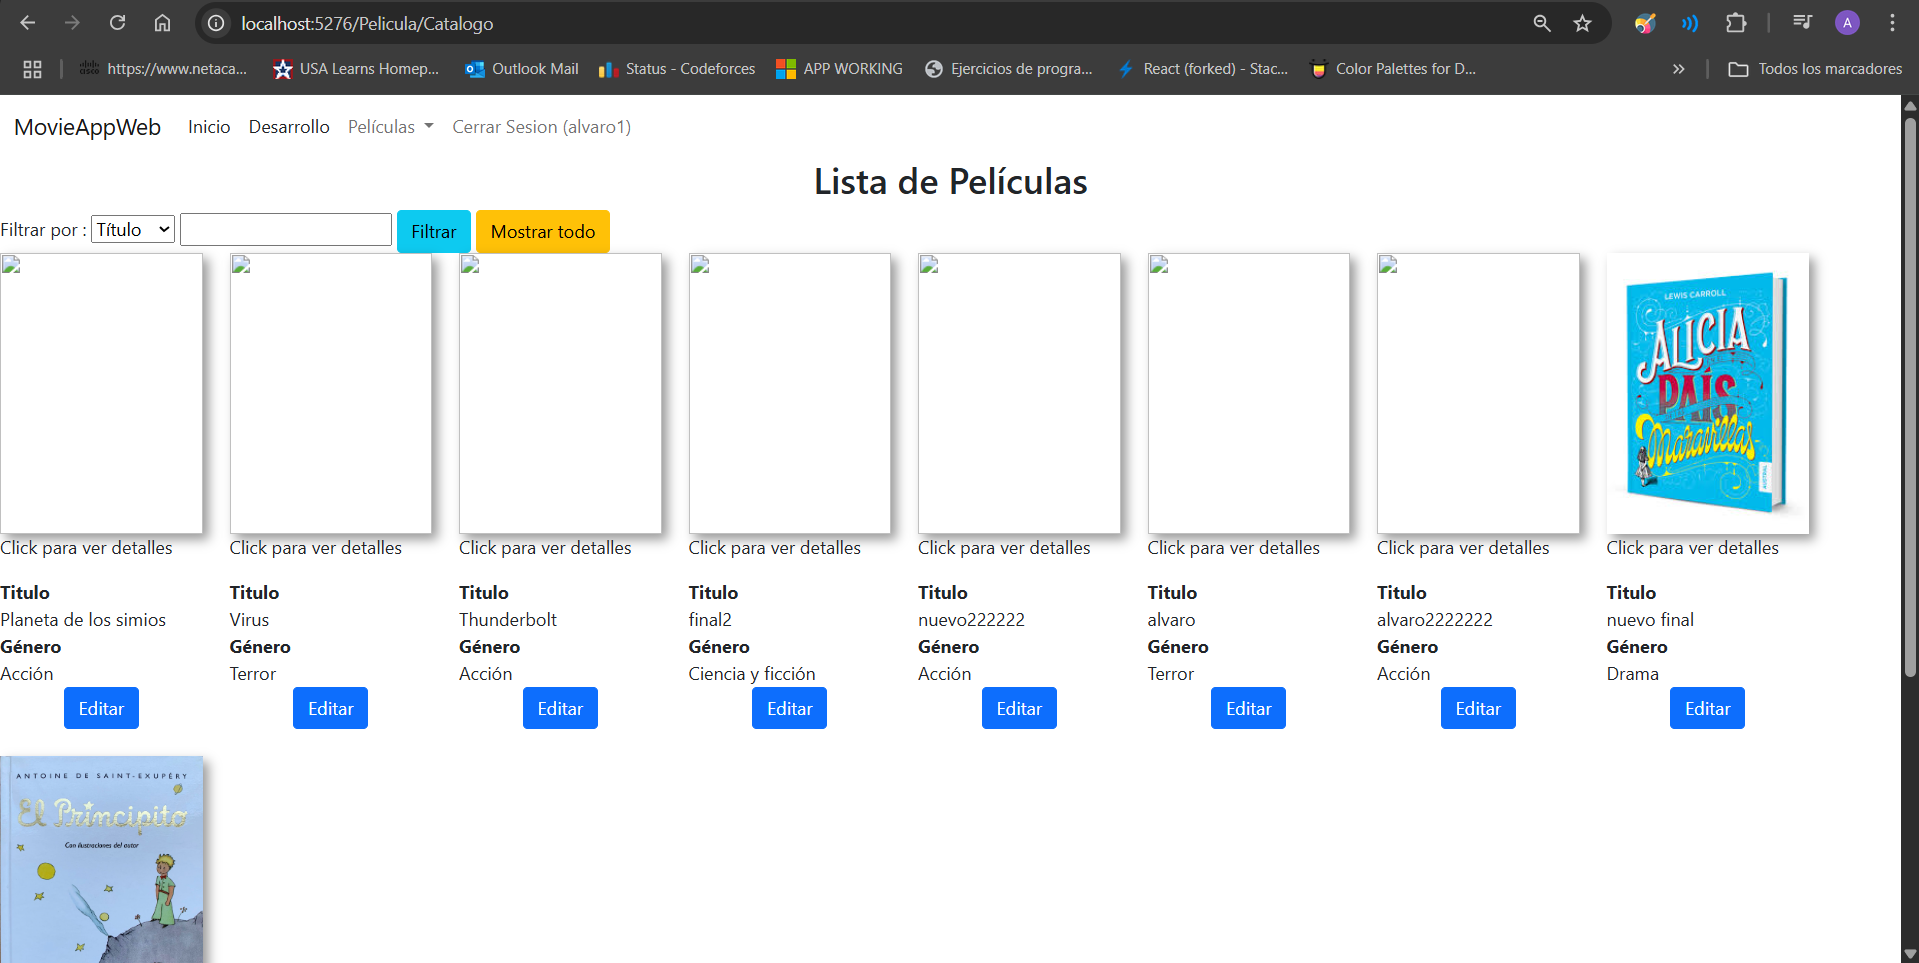 localhost:5276/Pelicula/Catalogo
A
https://www.netaca...
USA Learns Homep...
Outlook Mail
Status - Codeforces
APP WORKING
Ejercicios de progra...
React (forked) - Stac...
Color Palettes for D...
»
Todos los marcadores
MovieAppWeb Inicio Desarrollo Películas Cerrar Sesion (alvaro1)
Lista de Películas
Filtrar por : Título Filtrar Mostrar todo
LEWIS CARROLL
ALICIA
PAÍS
Maravillas
AUSTRAL
Click para ver detalles Click para ver detalles Click para ver detalles Click para ver detalles Click para ver detalles Click para ver detalles Click para ver detalles Click para ver detalles
Titulo Titulo Titulo Titulo Titulo Titulo Titulo Titulo
Planeta de los simios Virus Thunderbolt final2 nuevo222222 alvaro alvaro2222222 nuevo final
Género Género Género Género Género Género Género Género
Acción Terror Acción Ciencia y ficción Acción Terror Acción Drama
Editar Editar Editar Editar Editar Editar Editar Editar
ANTOINE DE SAINT-EXUPÉRY
El Principito
Con ilustraciones del autor